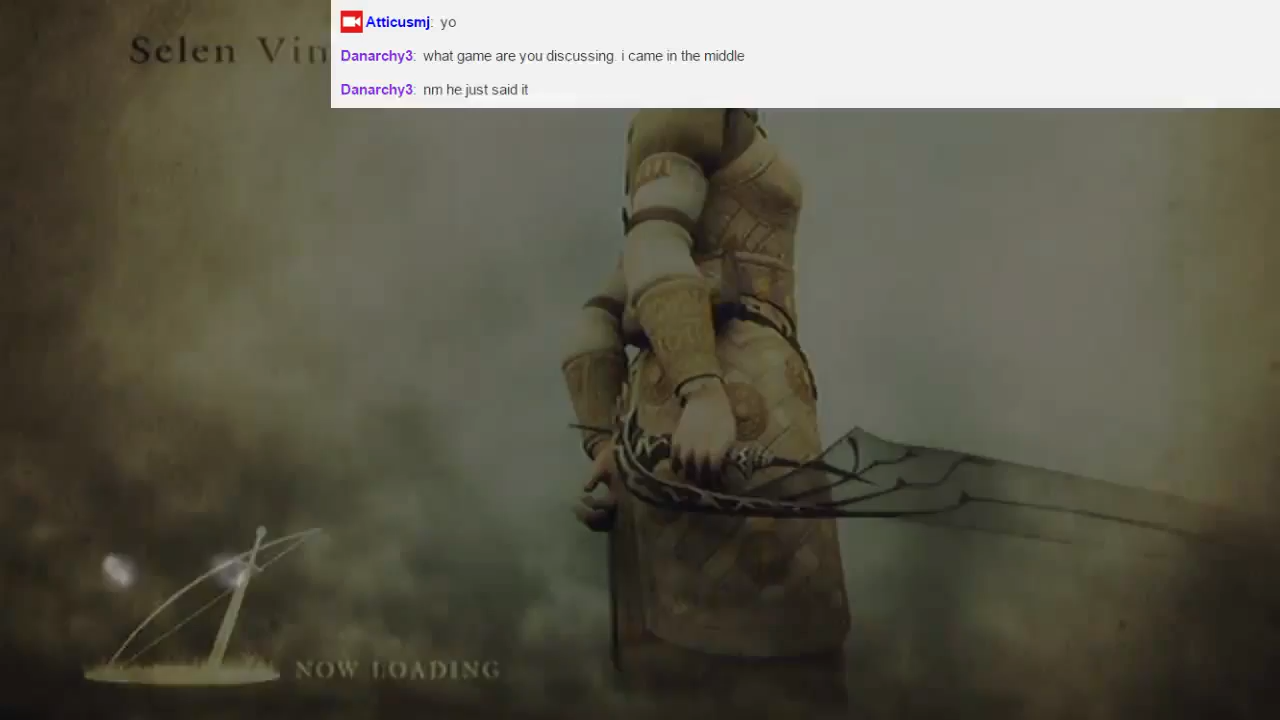 Atticusmj: yo
Selen Vin
Danarchy3: what game are you discussing. i came in the middle
Danarchy3: nm he just said it
NOW LOADING